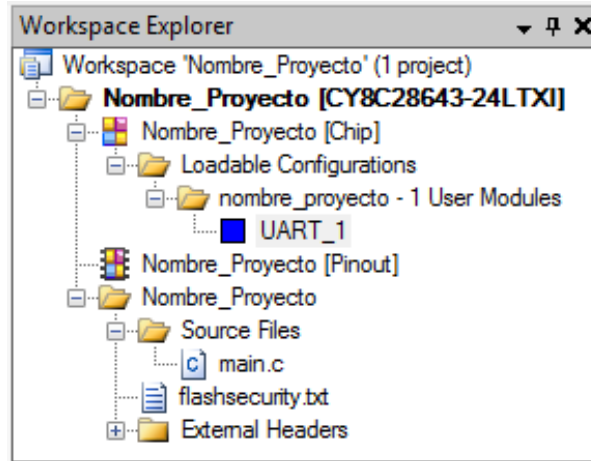 Workspace Explorer
Workspace 'Nombre_Proyecto' (1 project)
Nombre_Proyecto [CY8C28643-24LTXI]
Nombre_Proyecto [Chip]
Loadable Configurations
nombre_proyecto - 1 User Modules
UART_1
Nombre_Proyecto [Pinout]
Nombre_Proyecto
Source Files
main.c
flashsecurity.txt
External Headers